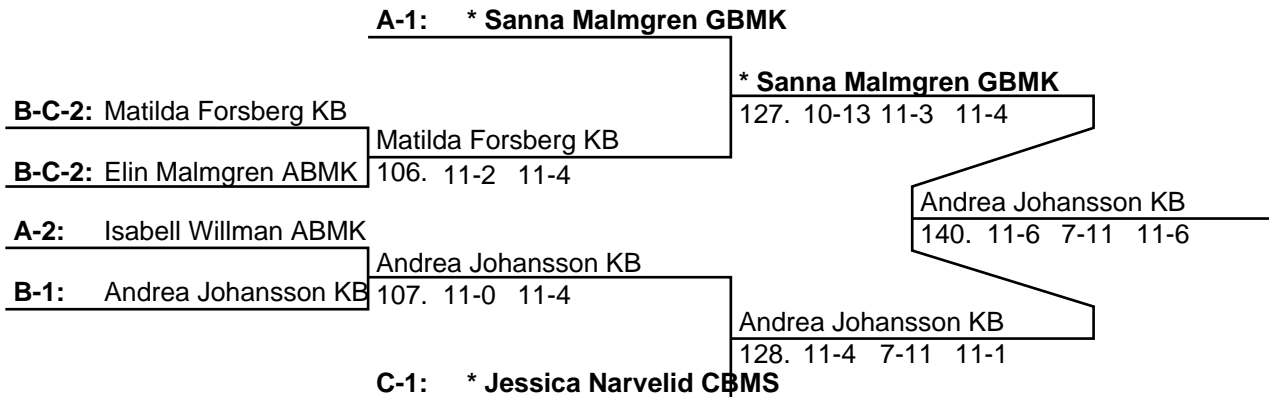 A-1: * Sanna Malmgren GBMK
* Sanna Malmgren GBMK
127. 10-13 11-3 11-4
B-C-2: Matilda Forsberg KB
Matilda Forsberg KB
106. 11-2 11-4
B-C-2: Elin Malmgren ABMK
Andrea Johansson KB
140. 11-6 7-11 11-6
A-2: Isabell Willman ABMK
Andrea Johansson KB
107. 11-0 11-4
B-1: Andrea Johansson KB
Andrea Johansson KB
128. 11-4 7-11 11-1
C-1: * Jessica Narvelid CBMS